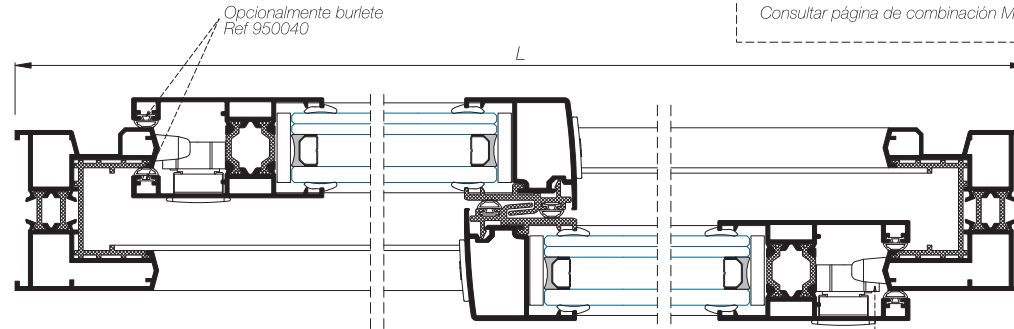 Opcionalmente burlete
Ref 950040
Consultar página de combinación M
L